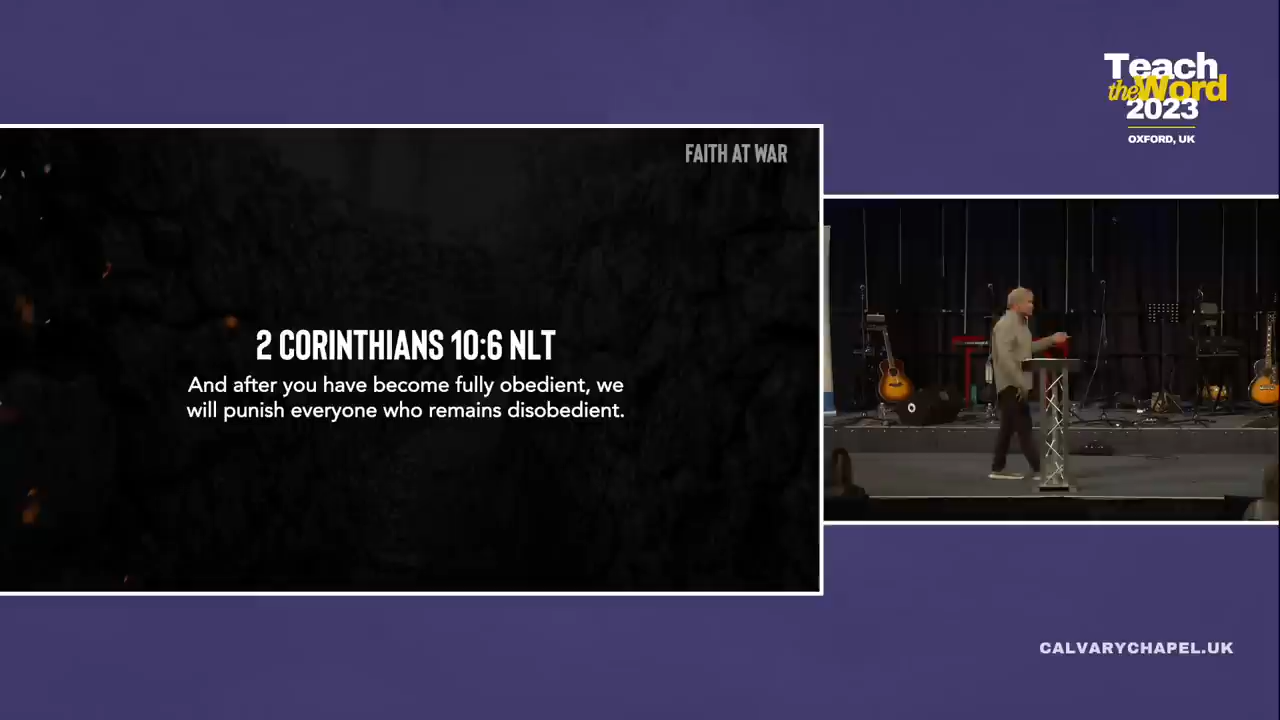 Teach
the Word
2023
OXFORD, UK
FAITH AT WAR
2 CORINTHIANS 10:6 NLT
And after you have become fully obedient, we
will punish everyone who remains disobedient.
CALVARYCHAPEL.UK